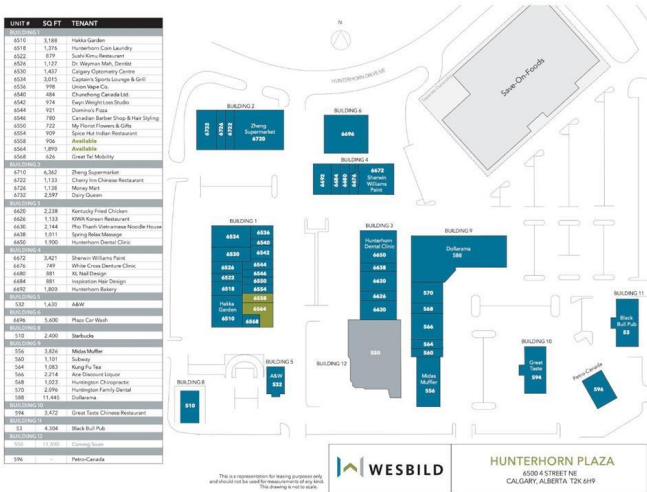 UNIT # SQ FT TENANT
BUILDING 1
6510 3,188 Hakka Garden
6518 1,376 Hunterhorn Coin Laundry
6522 879 Sushi Kimu Restaurant
6526 1,127 Dr. Wayman Mah, Dentist
6530 1,437 Calgary Optometry Centre
6534 3,015 Captain's Sports Lounge & Grill
6536 998 Union Vape Co.
6540 484 Chunzhong Canada Ltd.
6542 974 Ewyn Weight Loss Studio
6544 921 Domino's Pizza
6546 780 Canadian Barber Shop & Hair Styling
6550 722 My Florist Flowers & Gifts
6554 909 Spice Hut Indian Restaurant
6558 906 Available
6564 1,890 Available
6568 626 Great Tel Mobility
BUILDING 2
6710 6,362 Zheng Supermarket
6722 1,133 Cherry Inn Chinese Restaurant
6726 1,138 Money Mart
6732 2,597 Dairy Queen
BUILDING 3
6620 2,238 Kentucky Fried Chicken
6626 1,133 KIWA Korean Restaurant
6630 2,144 Pho Thanh Vietnamese Noodle House
6638 1,011 Spring Relax Massage
6650 1,900 Hunterhorn Dental Clinic
BUILDING 4
6672 3,421 Sherwin Williams Paint
6676 749 White Cross Denture Clinic
6680 881 XL Nail Design
6684 881 Inspiration Hair Design
6692 1,803 Hunterhorn Bakery
BUILDING 5
532 1,630 A&W
BUILDING 6
6696 5,600 Plaza Car Wash
BUILDING 8
510 2,400 Starbucks
BUILDING 9
556 3,826 Midas Muffler
560 1,101 Subway
564 1,083 Kung Fu Tea
566 2,214 Ace Discount Liquor
568 1,023 Huntington Chiropractic
570 2,096 Huntington Family Dental
588 11,445 Dollarama
BUILDING 10
594 3,472 Great Taste Chinese Restaurant
BUILDING 11
53 4,304 Black Bull Pub
BUILDING 12
550 Coming Soon
596 - Petro-Canada
N
HUNTERHORN DRIVE NE
Save-On-Foods
BUILDING 2
6732
6726
6722
Zheng
Supermarket
6720
BUILDING 6
6696
BUILDING 4
6692
6684
6680
6676
6672
Sherwin
Williams
Paint
BUILDING 1
6534
6536
6540
6530
6542
6526
6544
6522
6546
6550
6518
6554
6558
Hakka
Garden
6510
6564
6568
BUILDING 3
Hunterhorn
Dental Clinic
6650
6638
6630
6626
6620
BUILDING 9
Dollarama
588
570
568
566
564
560
Midas
Muffler
556
BUILDING 12
550
BUILDING 5
A&W
532
BUILDING 8
510
BUILDING 10
Great
Taste
594
Petro-Canada
596
BUILDING 11
Black
Bull Pub
53
This is a representation for leasing purposes only
and should not be used for measurements of any kind.
This drawing is not to scale.
WESBILD
HUNTERHORN PLAZA
6500 4 STREET NE
CALGARY, ALBERTA T2K 6H9